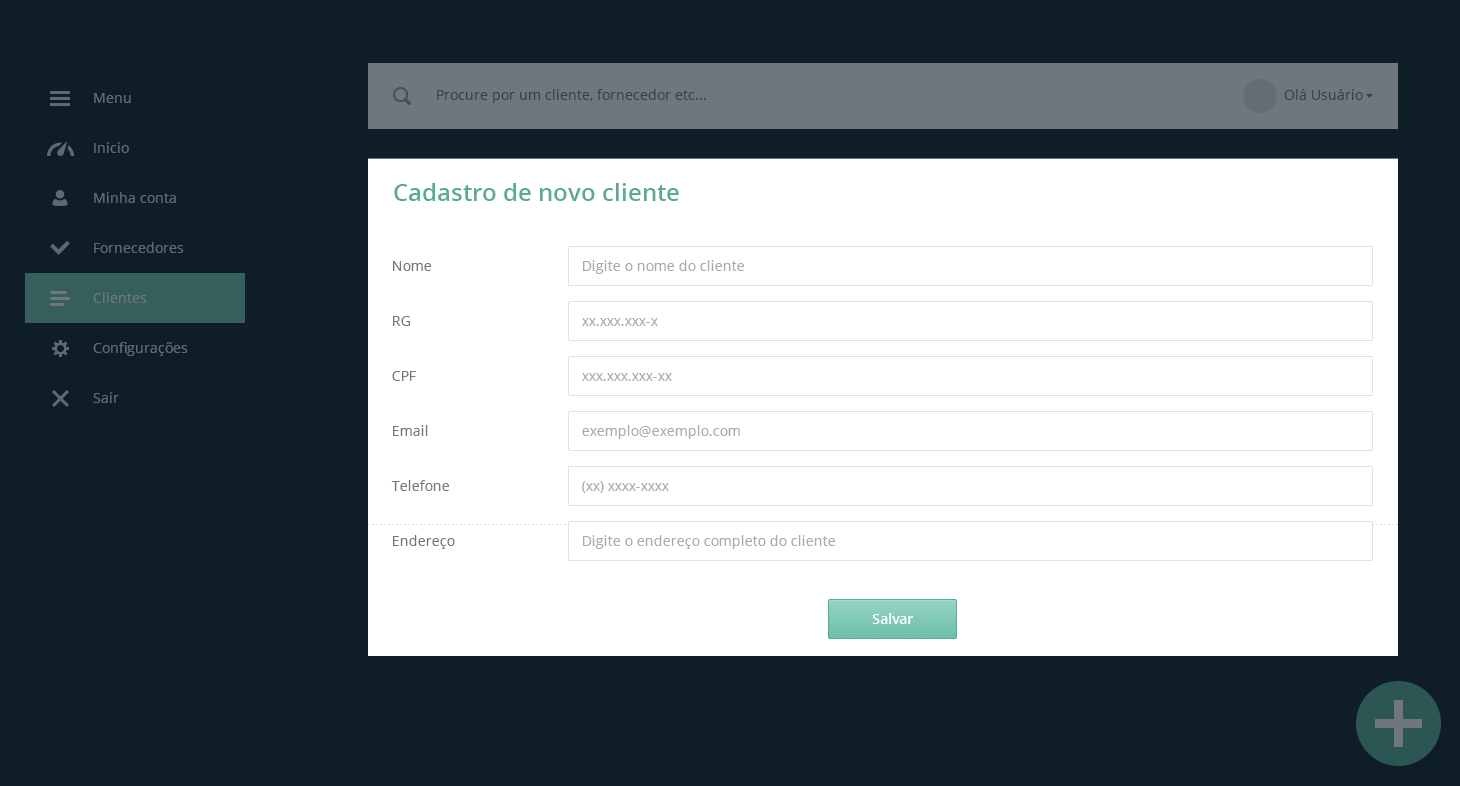 Menu
Início
Minha conta
Fornecedores
Clientes
Configurações
Sair
Procure por um cliente, fornecedor etc...
Olá Usuário
Cadastro de novo cliente
Nome
Digite o nome do cliente
RG
xx.xxx.xxx-x
CPF
xxx.xxx.xxx-xx
Email
exemplo@exemplo.com
Telefone
(xx) xxxx-xxxx
Endereço
Digite o endereço completo do cliente
Salvar